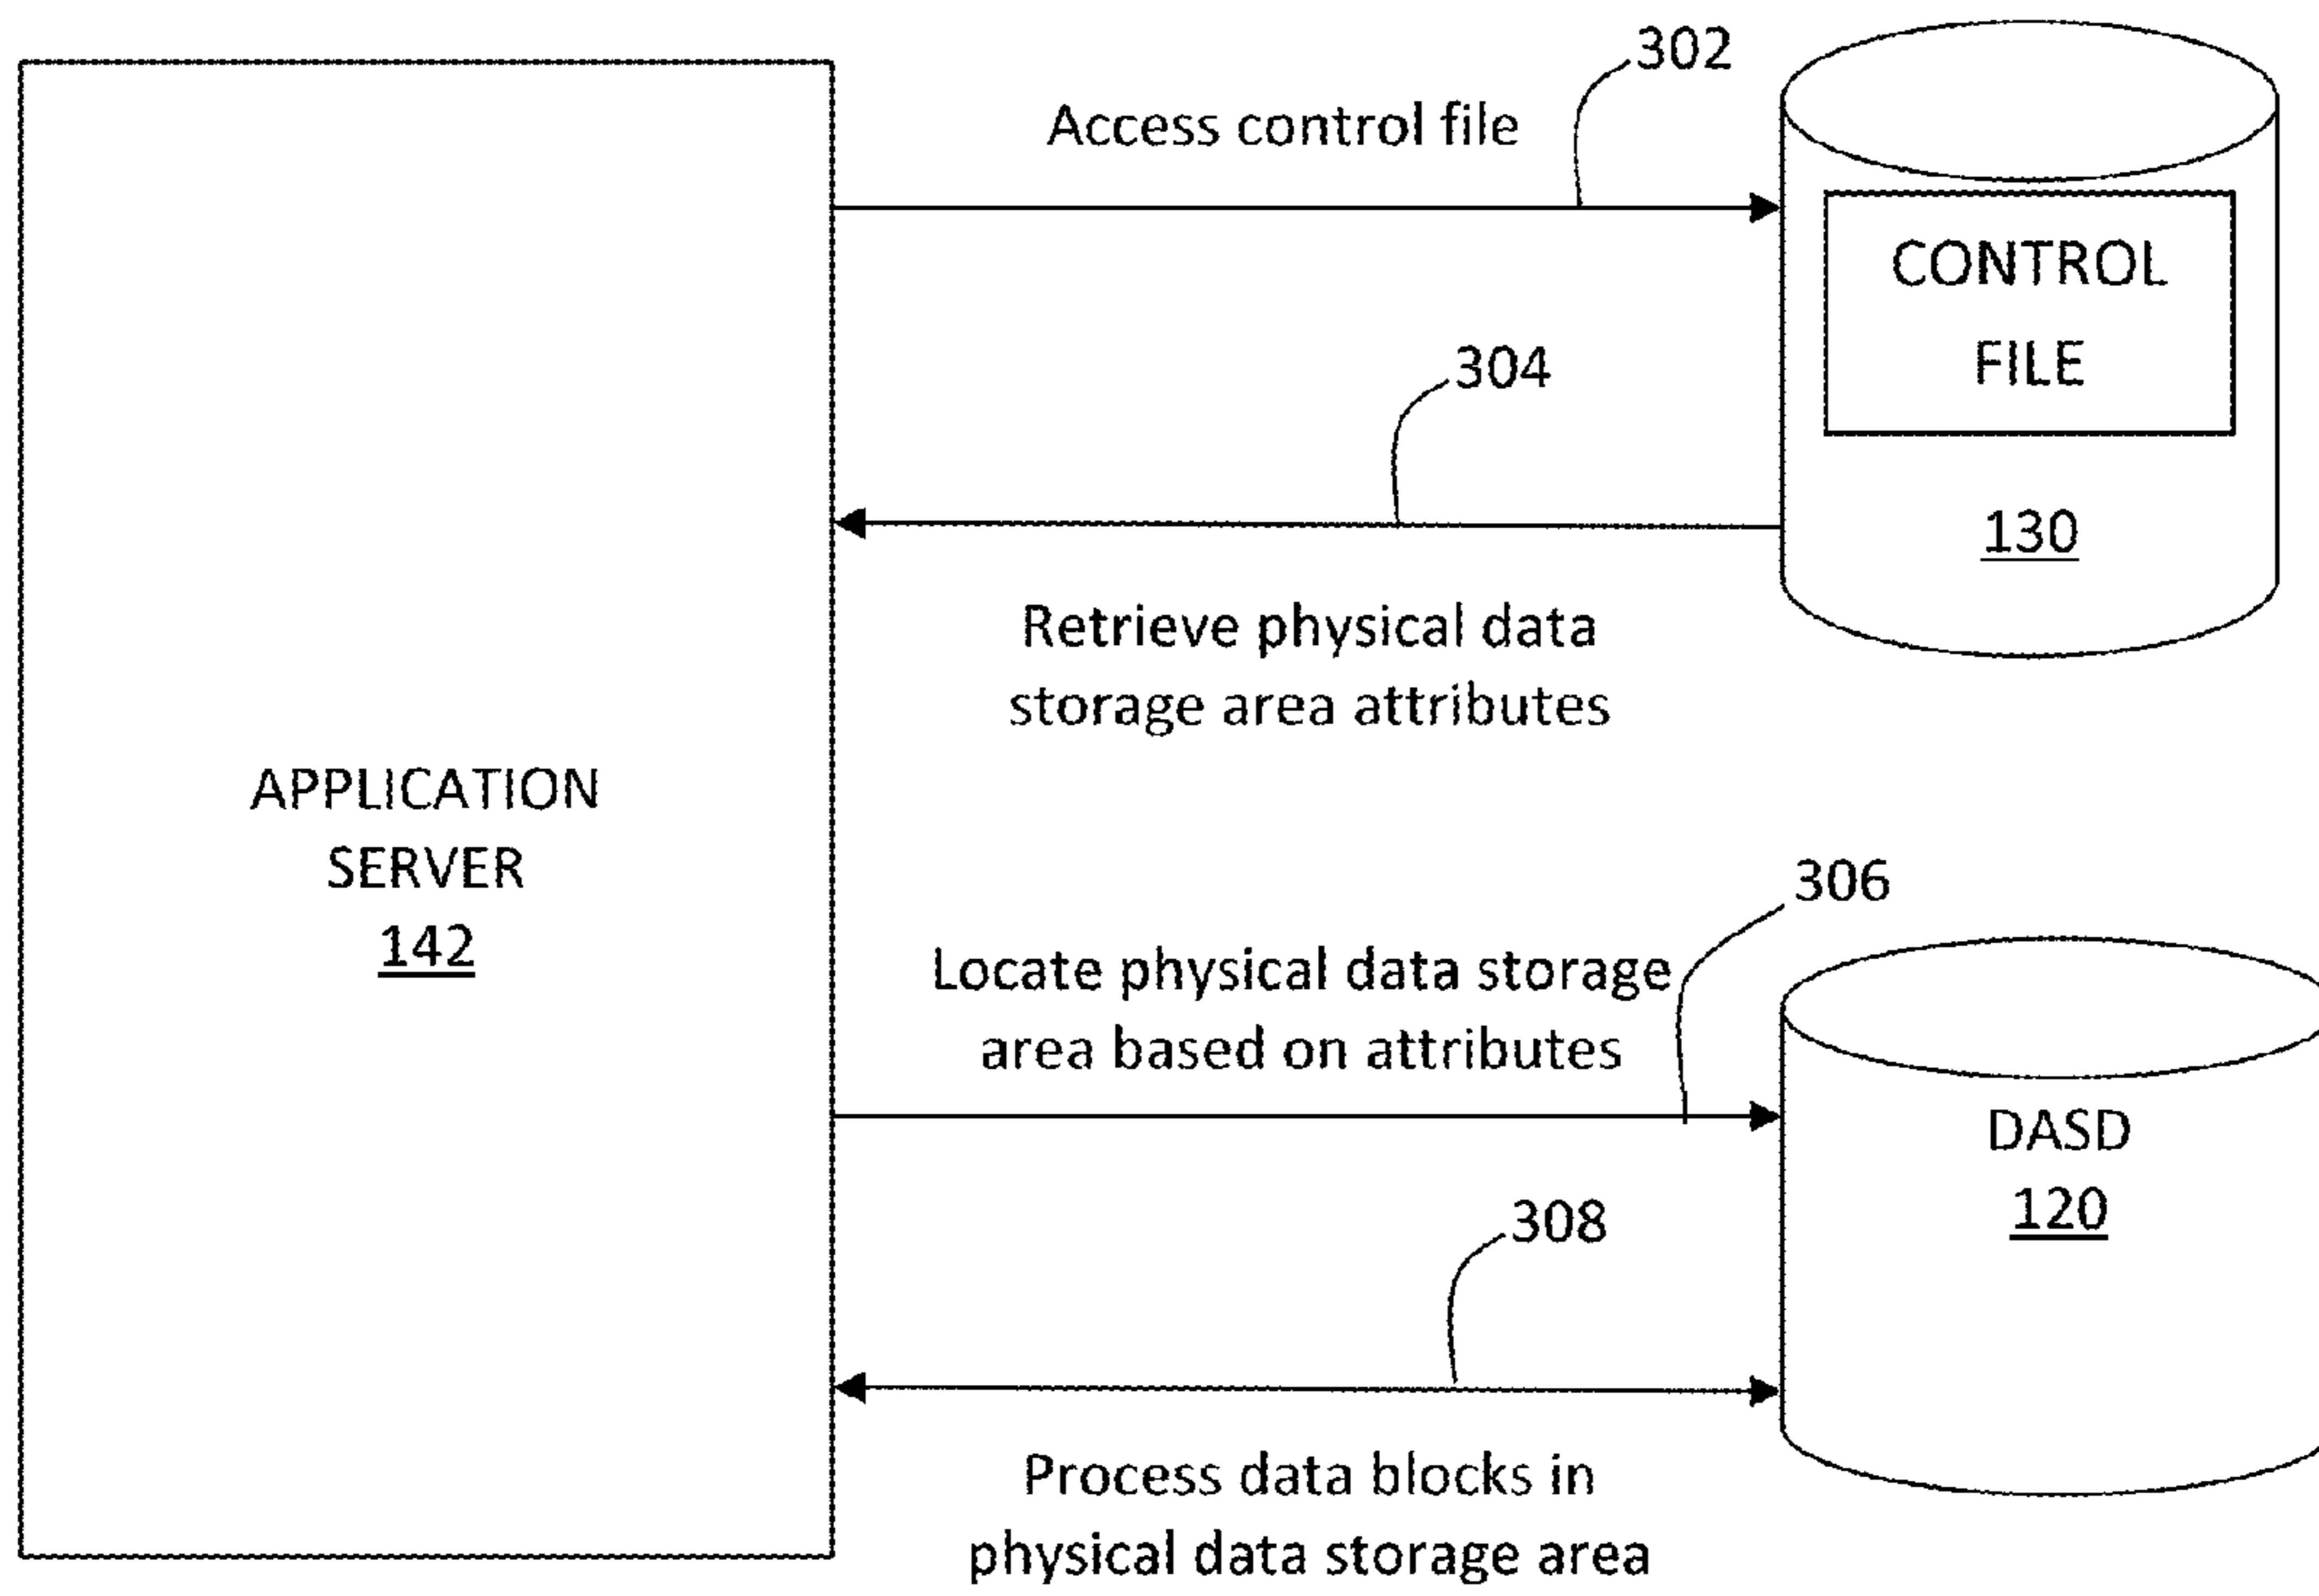 302
Access control file
CONTROL
FILE
304
130
Retrieve physical data
storage area attributes
APPLICATION
SERVER
142
306
Locate physical data storage
area based on attributes
DASD
120
308
Process data blocks in
physical data storage area